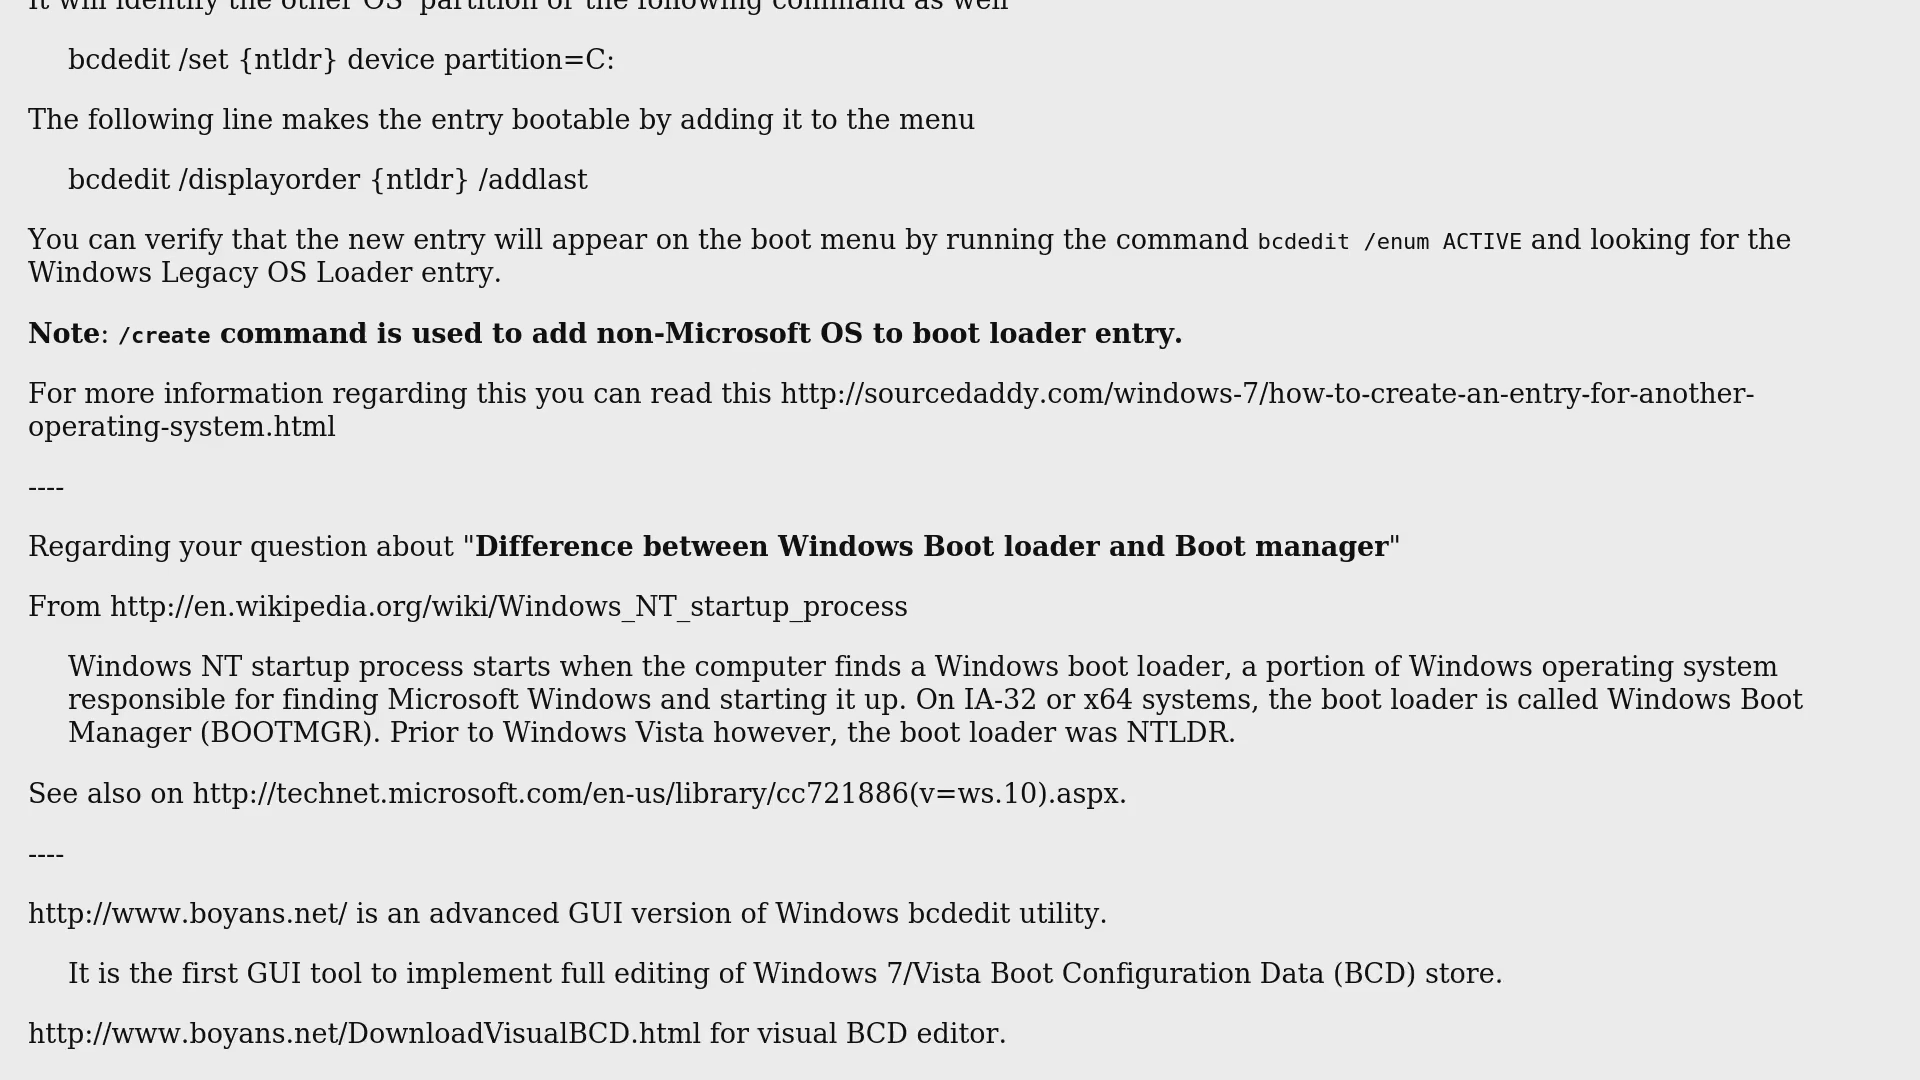 It will identify the other OS' partition of the following command as well
bcdedit /set {ntldr} device partition=C:
The following line makes the entry bootable by adding it to the menu
bcdedit /displayorder {ntldr} /addlast
You can verify that the new entry will appear on the boot menu by running the command bcdedit /enum ACTIVE and looking for the
Windows Legacy OS Loader entry.
Note: /create command is used to add non-Microsoft OS to boot loader entry.
For more information regarding this you can read this http://sourcedaddy.com/windows-7/how-to-create-an-entry-for-another-
operating-system.html
----
Regarding your question about "Difference between Windows Boot loader and Boot manager"
From http://en.wikipedia.org/wiki/Windows_NT_startup_process
Windows NT startup process starts when the computer finds a Windows boot loader, a portion of Windows operating system
responsible for finding Microsoft Windows and starting it up. On IA-32 or x64 systems, the boot loader is called Windows Boot
Manager (BOOTMGR). Prior to Windows Vista however, the boot loader was NTLDR.
See also on http://technet.microsoft.com/en-us/library/cc721886(v=ws.10).aspx.
----
http://www.boyans.net/ is an advanced GUI version of Windows bcdedit utility.
It is the first GUI tool to implement full editing of Windows 7/Vista Boot Configuration Data (BCD) store.
http://www.boyans.net/DownloadVisualBCD.html for visual BCD editor.